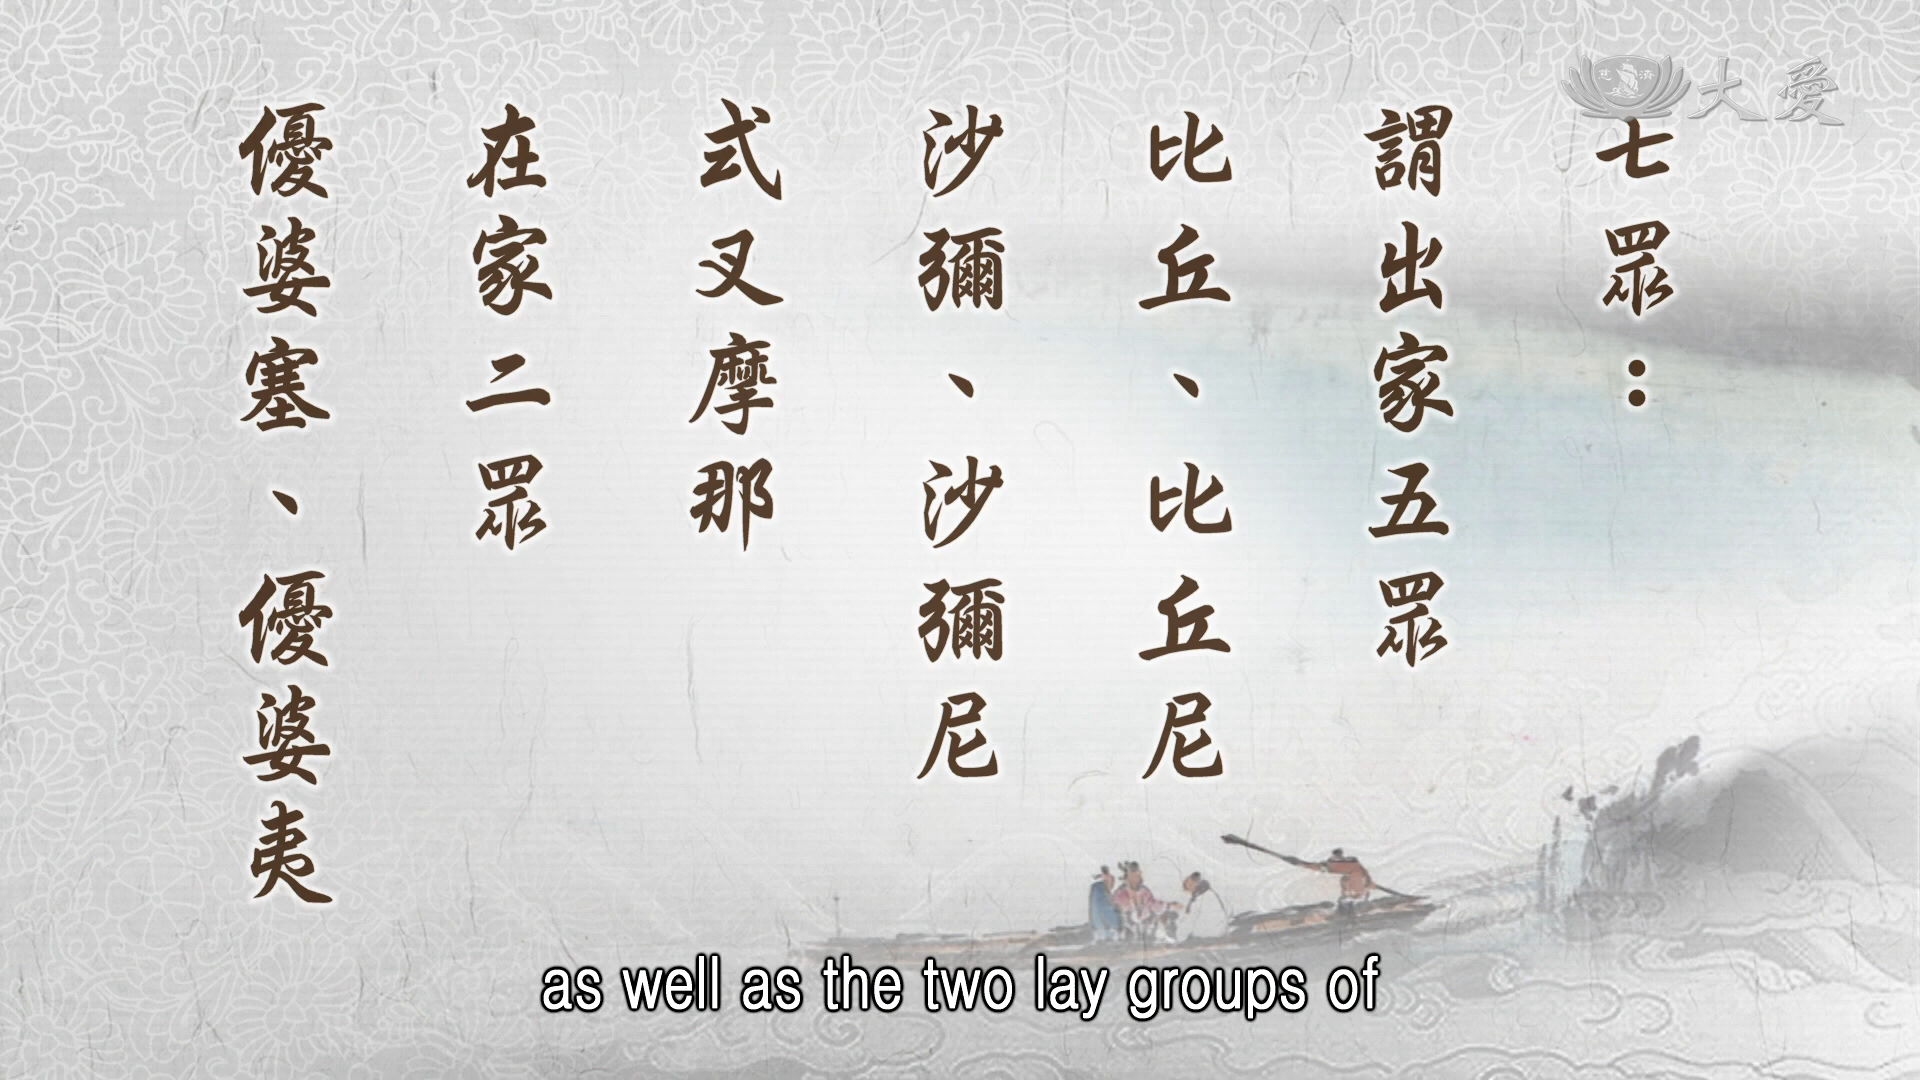 七眾：
謂出家五眾
比丘、比丘尼
沙彌、沙彌尼
式叉摩那
在家二眾
優婆塞、優婆夷
as well as the two lay groups of
慈濟
大愛